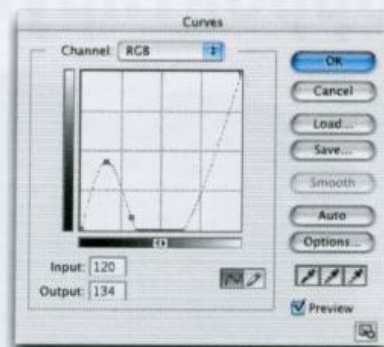 Curves
Channel: RGB
OK
Cancel
Load...
Save...
Smooth
Auto
Options...
Input: 120
Output: 134
Preview